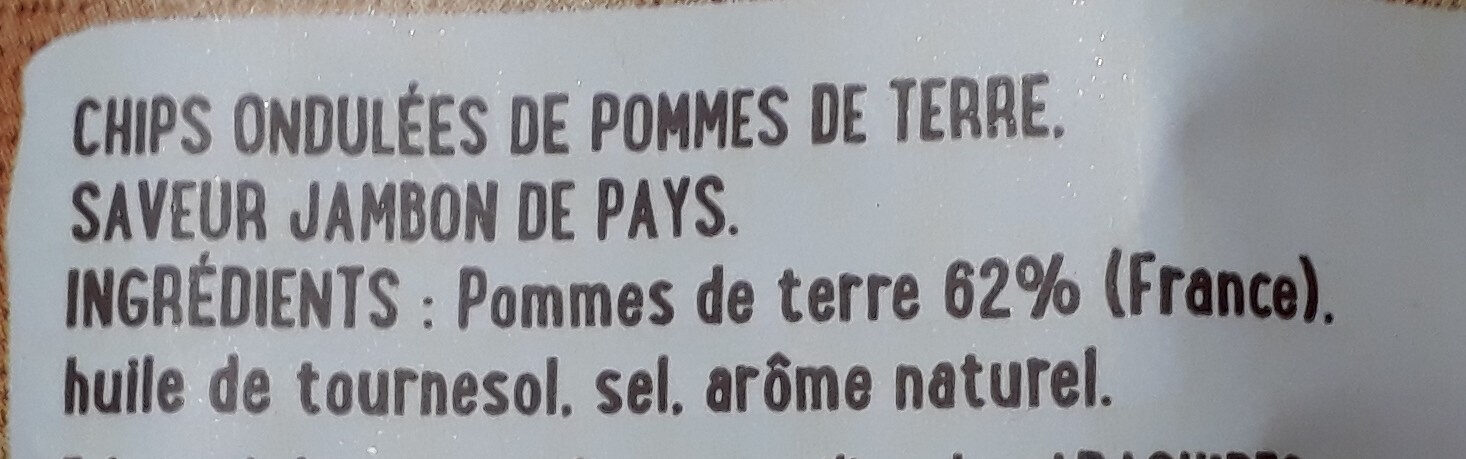 CHIPS ONDULÉES DE POMMES DE TERRE.
SAVEUR JAMBON DE PAYS.
INGRÉDIENTS : Pommes de terre 62% (France),
huile de tournesol, sel, arôme naturel.